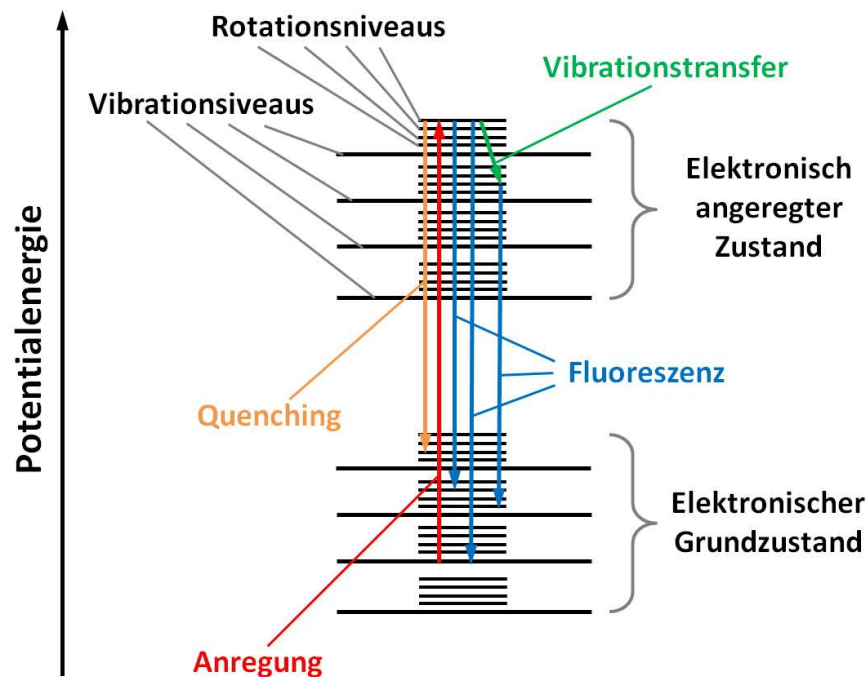 Rotationsniveaus
Vibrationstransfer
Vibrationsiveaus
Elektronisch
angeregter
Zustand
Potentialenergie
Fluoreszenz
Quenching
Elektronischer
Grundzustand
Anregung